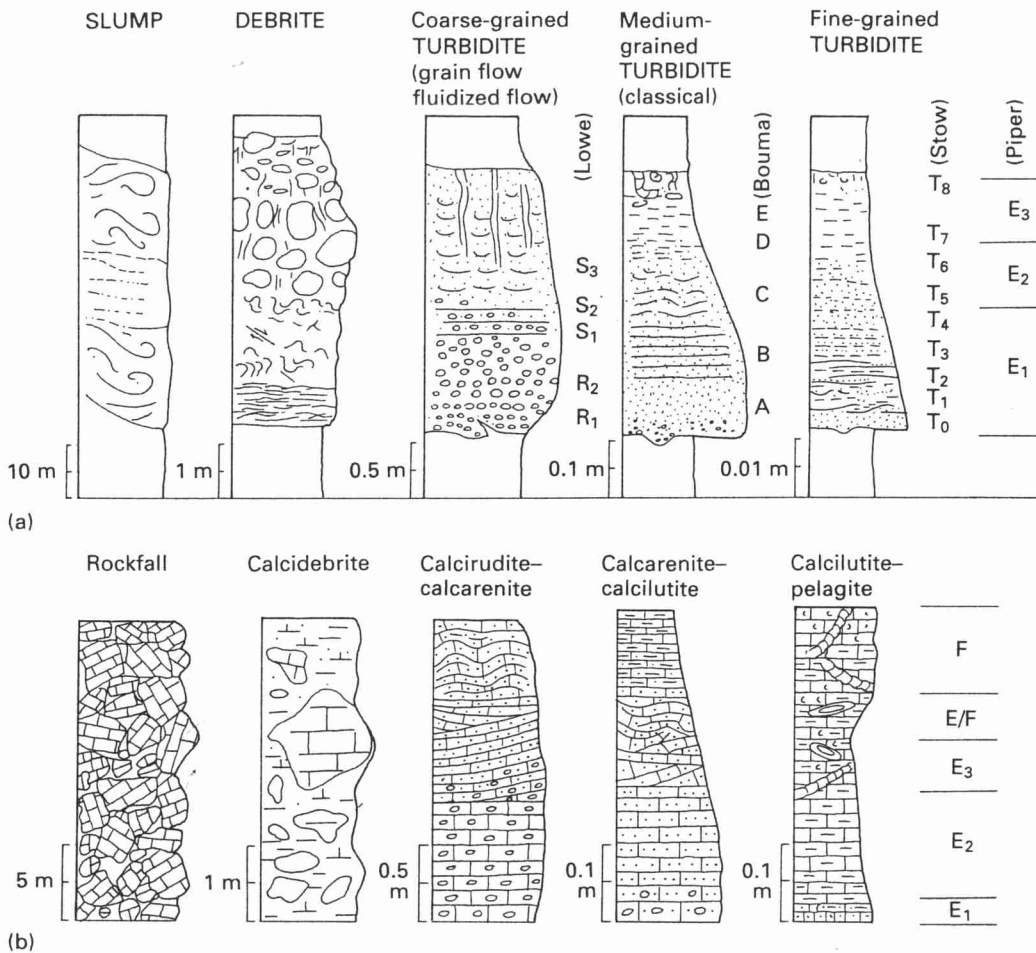 SLUMP
DEBRITE
Coarse-grained
TURBIDITE
(grain flow
fluidized flow)
Medium-
grained
TURBIDITE
(classical)
Fine-grained
TURBIDITE
(Lowe)
S₃
S₂
S₁
R₂
R₁
(Bouma)
E
D
C
B
A
(Stow)
T₈
T₇
T₆
T₅
T₄
T₃
T₂
T₁
T₀
(Piper)
E₃
E₂
E₁
10 m
1 m
0.5 m
0.1 m
0.01 m
(a)
Rockfall
Calcidebrite
Calcirudite–
calcarenite
Calcarenite–
calcilutite
Calcilutite–
pelagite
F
E/F
E₃
E₂
E₁
5 m
1 m
0.5
m
0.1
m
0.1
m
(b)